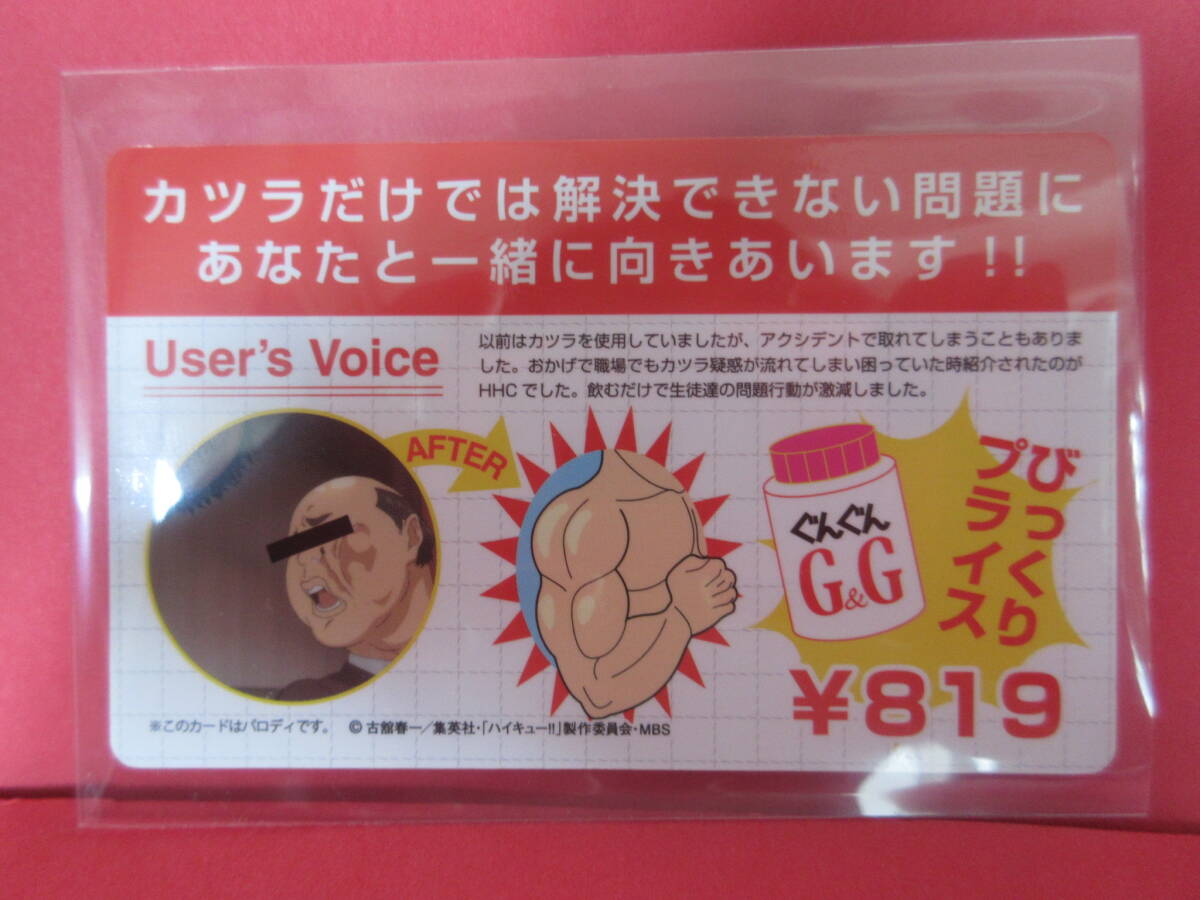 カツラだけでは解決できない問題に
あなたと一緒に向きあいます!!
User's Voice
以前はカツラを使用していましたが、アクシデントで取れてしまうこともありま
した。おかげで職場でもカツラ疑惑が流れてしまい困っていた時紹介されたのが
HHCでした。飲むだけで生徒達の問題行動が激減しました。
AFTER
ぐんぐん
G&G
びっくり
プライス
¥819
※このカードはパロディです。 © 古舘春一/集英社・「ハイキュー!!」製作委員会・MBS